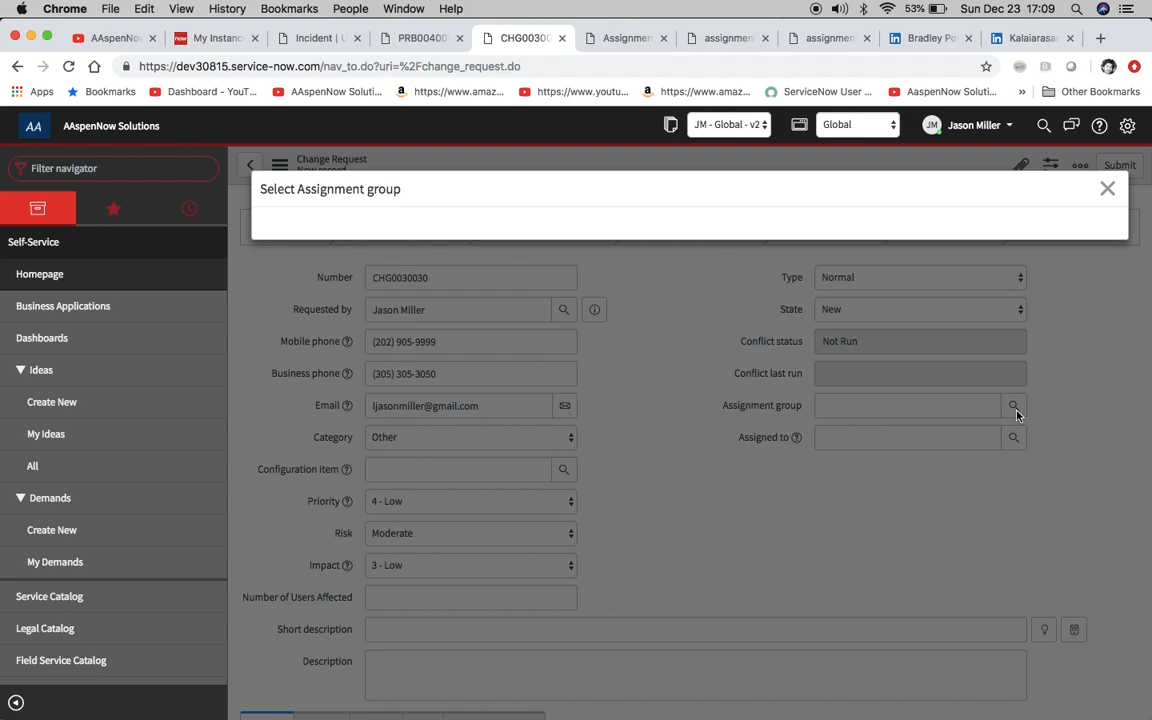 Chrome File Edit View History Bookmarks People Window Help 53% Sun Dec 23 17:09
AAspenNo My Instanc Incident | U PRB00400 CHG00300 Assignmen assignmen assignmen Bradley Po Kalaiarasa
https://dev30815.service-now.com/nav_to.do?uri=%2Fchange_request.do
Apps Bookmarks Dashboard - YouT... AAspenNow Soluti... https://www.amaz... https://www.youtu... https://www.amaz... ServiceNow User ... AAspenNow Soluti... » Other Bookmarks
AA AAspenNow Solutions JM - Global - v2 Global JM Jason Miller
Filter navigator
Change Request
Submit
Select Assignment group
Self-Service
Homepage
Business Applications
Dashboards
Ideas
Create New
My Ideas
All
Demands
Create New
My Demands
Service Catalog
Legal Catalog
Field Service Catalog
Number CHG0030030 Type Normal
Requested by Jason Miller State New
Mobile phone (202) 905-9999 Conflict status Not Run
Business phone (305) 305-3050 Conflict last run
Email ljasonmiller@gmail.com Assignment group
Category Other Assigned to
Configuration item
Priority 4 - Low
Risk Moderate
Impact 3 - Low
Number of Users Affected
Short description
Description